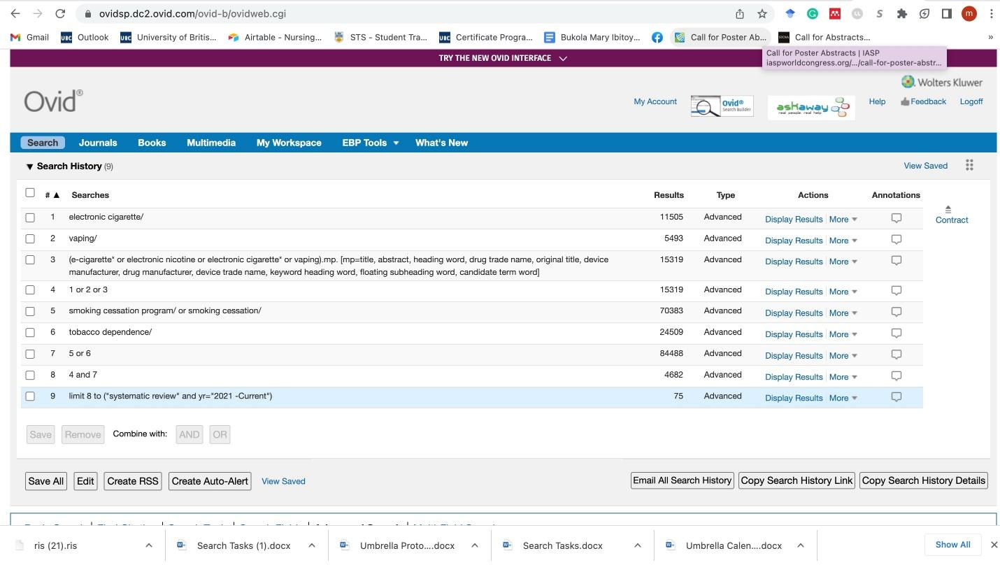 ovidsp.dc2.ovid.com/ovid-b/ovidweb.cgi
m
Gmail UBC Outlook UBC University of Britis... Airtable - Nursing... STS - Student Tra... UBC Certificate Progra... Bukola Mary Ibitoy... Call for Poster Ab... Call for Abstracts... »
Call for Poster Abstracts | IASP
iaspworldcongress.org/.../call-for-poster-abstr...
TRY THE NEW OVID INTERFACE
Wolters Kluwer
Ovid®
My Account Ovid® Search Builder askaway real people. real help Help Feedback Logoff
Search Journals Books Multimedia My Workspace EBP Tools What's New
▼ Search History (9) View Saved
# ▲ Searches Results Type Actions Annotations
1 electronic cigarette/ 11505 Advanced Display Results More
Contract
2 vaping/ 5493 Advanced Display Results More
3 (e-cigarette* or electronic nicotine or electronic cigarette* or vaping).mp. [mp=title, abstract, heading word, drug trade name, original title, device 15319 Advanced Display Results More
manufacturer, drug manufacturer, device trade name, keyword heading word, floating subheading word, candidate term word]
4 1 or 2 or 3 15319 Advanced Display Results More
5 smoking cessation program/ or smoking cessation/ 70383 Advanced Display Results More
6 tobacco dependence/ 24509 Advanced Display Results More
7 5 or 6 84488 Advanced Display Results More
8 4 and 7 4682 Advanced Display Results More
9 limit 8 to ("systematic review" and yr="2021 -Current") 75 Advanced Display Results More
Save Remove Combine with: AND OR
Save All Edit Create RSS Create Auto-Alert View Saved Email All Search History Copy Search History Link Copy Search History Details
ris (21).ris Search Tasks (1).docx Umbrella Proto....docx Search Tasks.docx Umbrella Calen....docx Show All